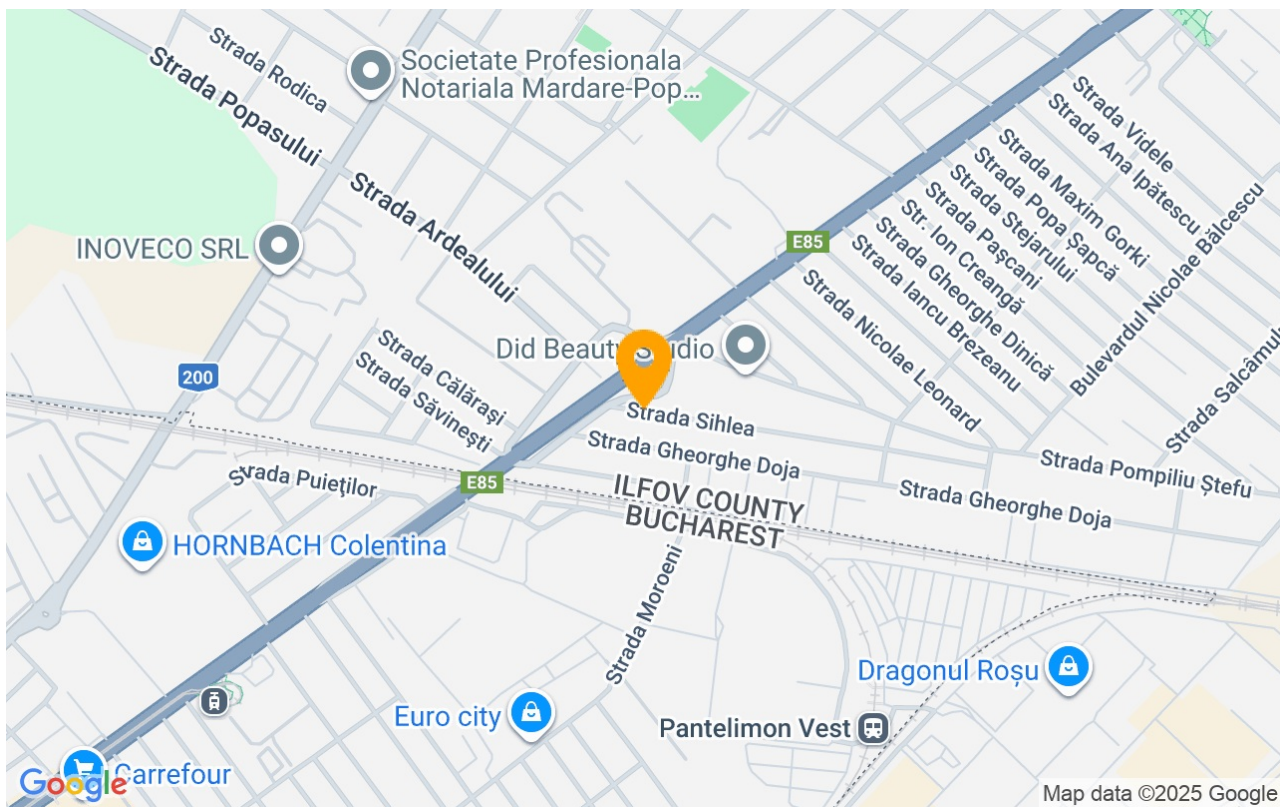 Strada Rodica
Strada Popasului
Societate Profesionala
Notariala Mardare-Pop...
Strada Ardealului
INOVECO SRL
200
Strada Călărași
Strada Săvinești
E85
Did Beauty Studio
Strada Videle
Strada Ana Ipătescu
Strada Maxim Gorki
Strada Popa Șapcă
Strada Stejarului
Strada Pașcani
Str. Ion Creangă
Strada Gheorghe Dinică
Strada Iancu Brezeanu
Strada Nicolae Leonard
Bulevardul Nicolae Bălcescu
Strada Salcâmul
Strada Sihlea
Strada Gheorghe Doja
Strada Pompiliu Ștefu
Strada Gheorghe Doja
E85
Strada Puieților
ILFOV COUNTY
BUCHAREST
HORNBACH Colentina
Strada Moroeni
Dragonul Roșu
Euro city
Pantelimon Vest
Carrefour
Google
Map data ©2025 Google